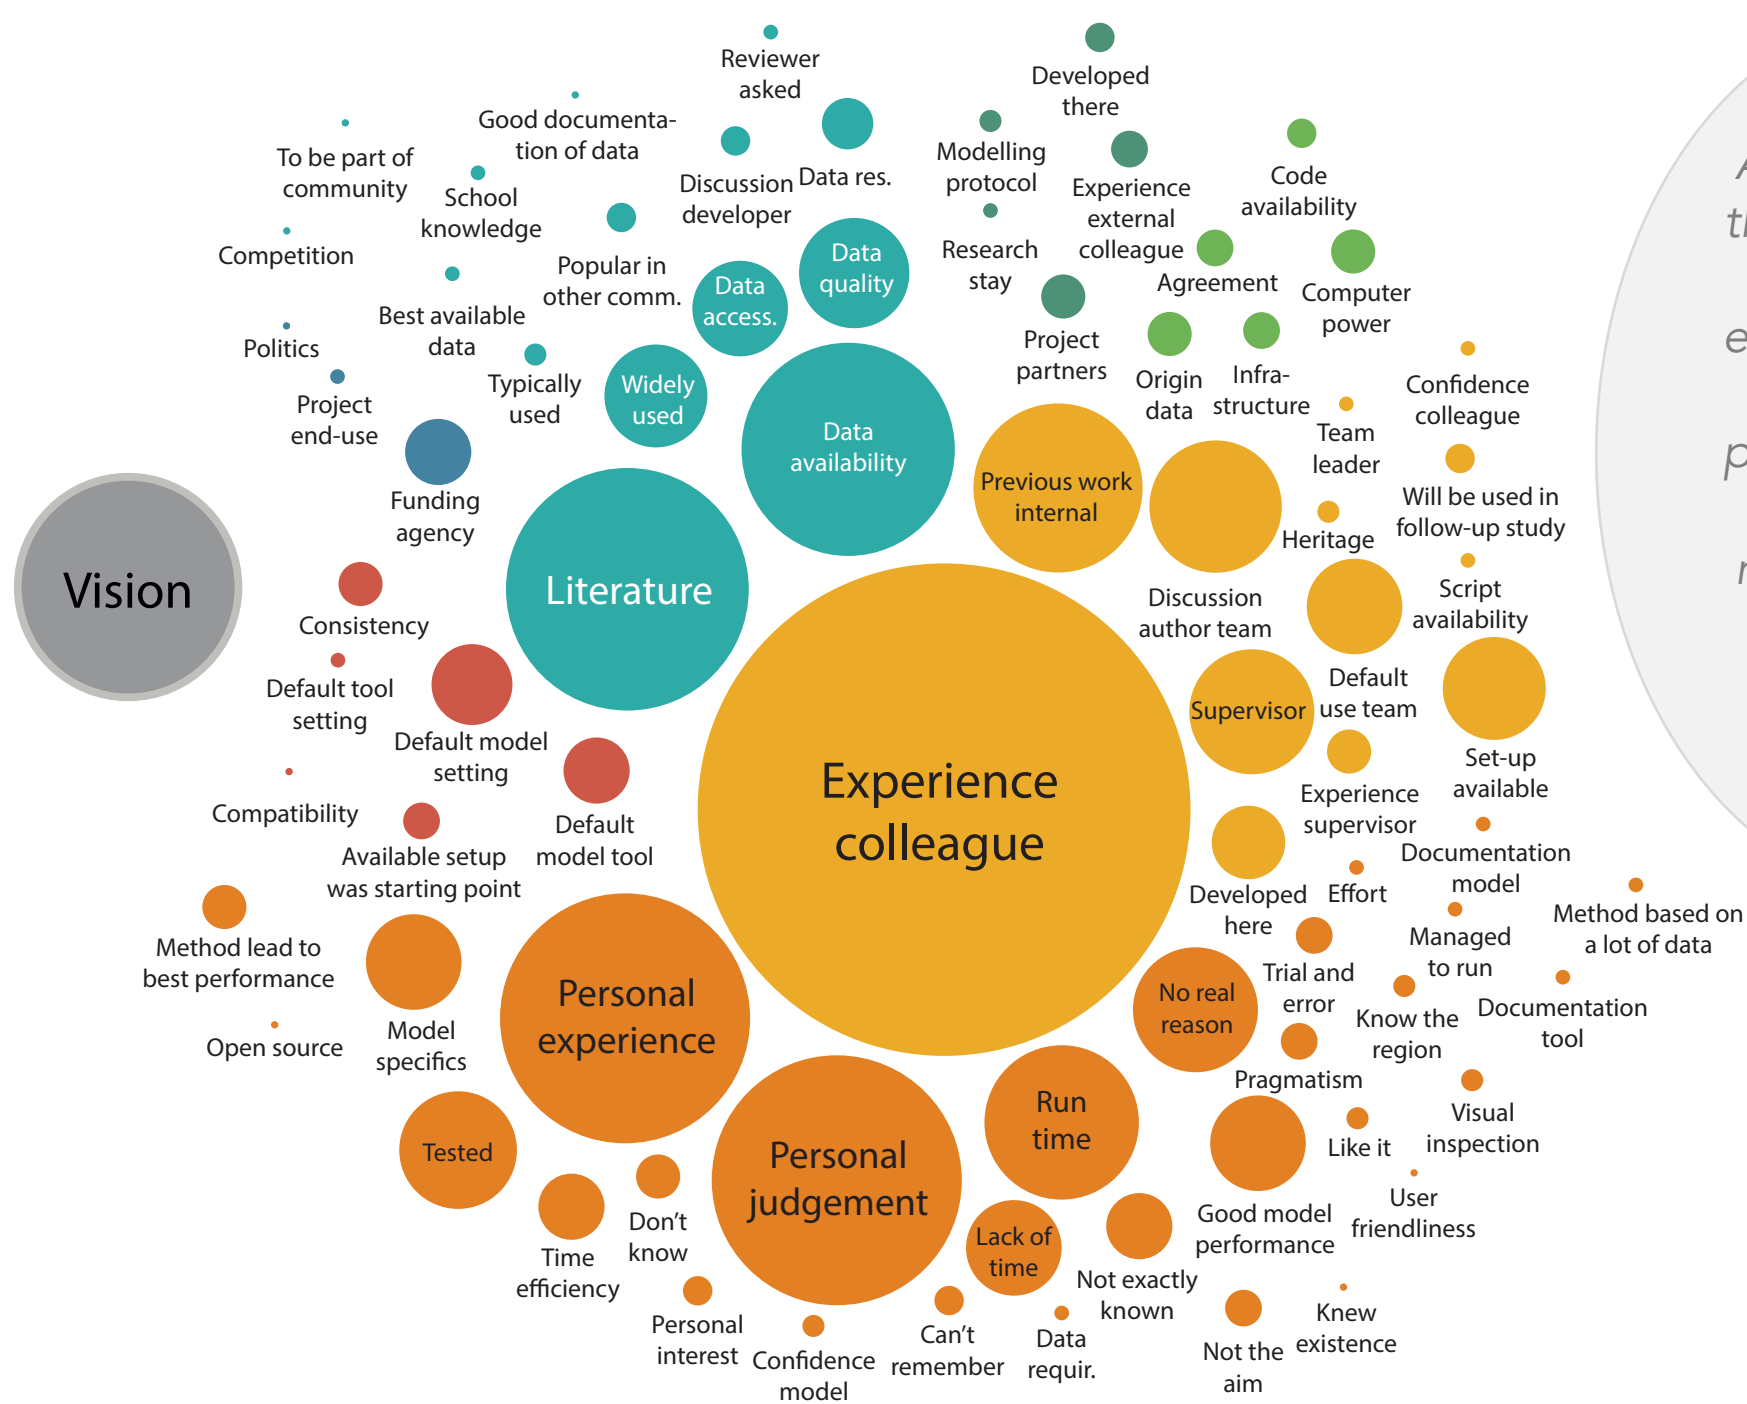 Reviewer
asked
Developed
there
Good documenta-
tion of data
To be part of
community
School
knowledge
Discussion
developer
Data res.
Modelling
protocol
Experience
external
colleague
Code
availability
Competition
Popular in
other comm.
Data
access.
Data
quality
Research
stay
Agreement
Computer
power
Politics
Best available
data
Typically
used
Widely
used
Project
partners
Origin
data
Infra-
structure
Confidence
colleague
Project
end-use
Data
availability
Team
leader
Funding
agency
Previous work
internal
Heritage
Will be used in
follow-up study
Vision
Literature
Consistency
Discussion
author team
Script
availability
Default tool
setting
Default model
setting
Supervisor
Default
use team
Set-up
available
Compatibility
Available setup
was starting point
Default
model tool
Experience
colleague
Experience
supervisor
Documentation
model
Developed
here
Effort
Method based on
a lot of data
Method lead to
best performance
Managed
to run
Open source
Model
specifics
Personal
experience
No real
reason
Trial and
error
Know the
region
Documentation
tool
Pragmatism
Tested
Run
time
Like it
Visual
inspection
Personal
judgement
Time
efficiency
Don't
know
Lack of
time
Good model
performance
User
friendliness
Not exactly
known
Personal
interest
Confidence
model
Can't
remember
Data
requir.
Not the
aim
Knew
existence